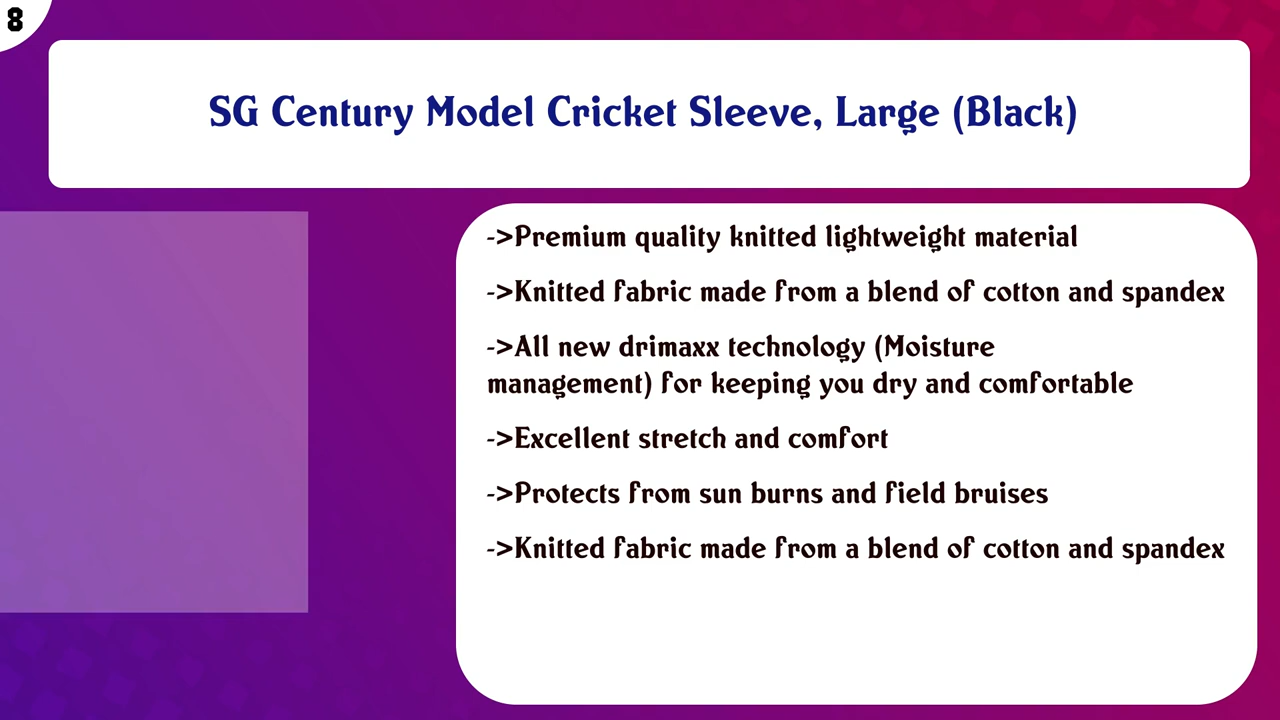 8
SG Century Model Cricket Sleeve, Large (Black)
->Premium quality knitted lightweight material
->Knitted fabric made from a blend of cotton and spandex
->All new drimaxx technology (Moisture
management) for keeping you dry and comfortable
->Excellent stretch and comfort
->Protects from sun burns and field bruises
->Knitted fabric made from a blend of cotton and spandex